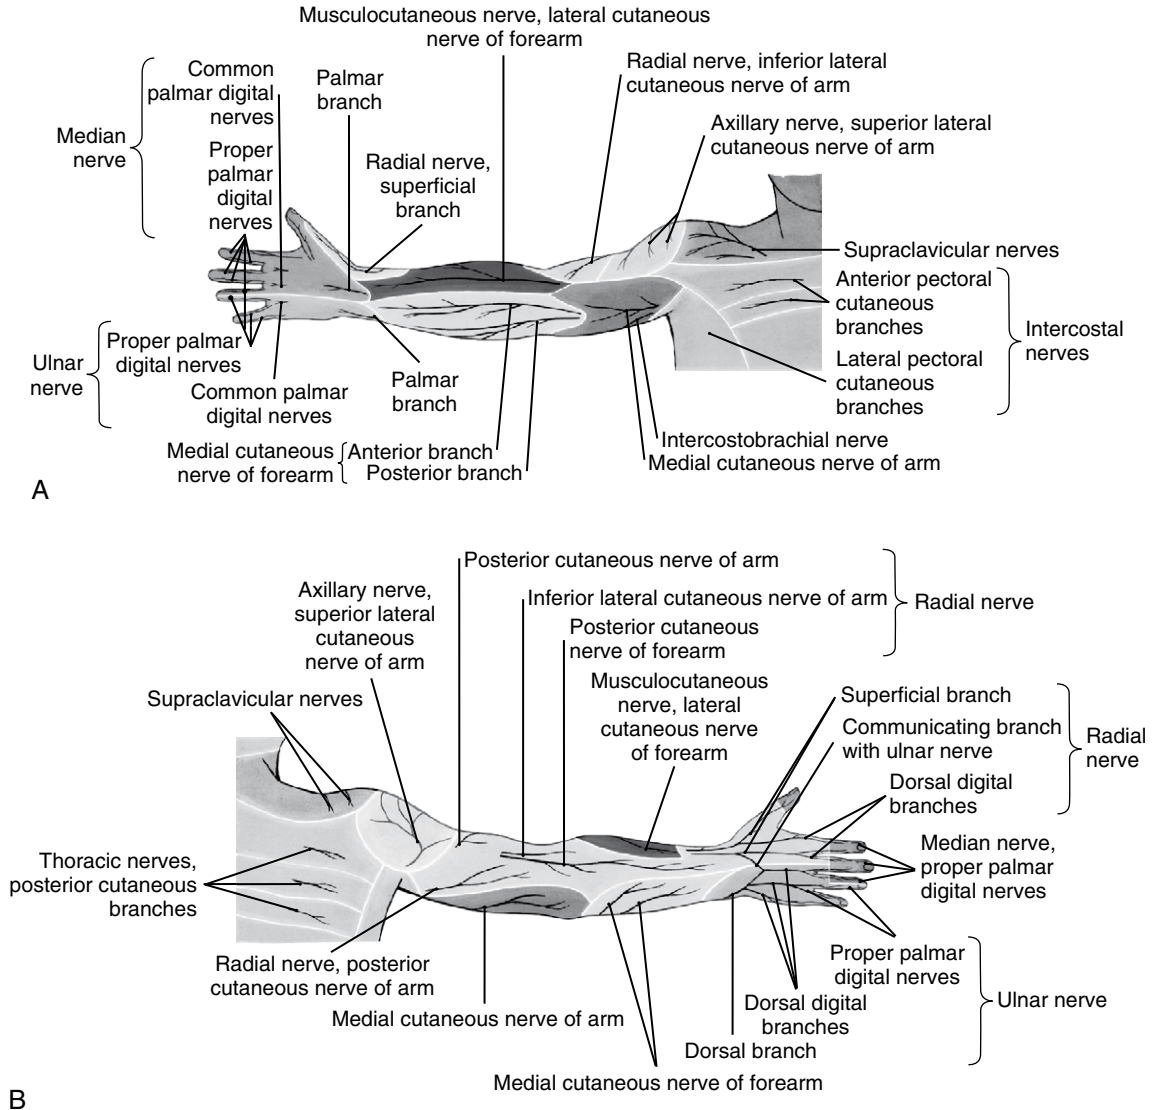 Musculocutaneous nerve, lateral cutaneous
nerve of forearm
Radial nerve, inferior lateral
cutaneous nerve of arm
Common
palmar digital
nerves
Palmar
branch
Axillary nerve, superior lateral
cutaneous nerve of arm
Median
nerve
Proper
palmar
digital
nerves
Radial nerve,
superficial
branch
Supraclavicular nerves
Anterior pectoral
cutaneous
branches
Intercostal
nerves
Lateral pectoral
cutaneous
branches
Ulnar
nerve
Proper palmar
digital nerves
Common palmar
digital nerves
Palmar
branch
Medial cutaneous
nerve of forearm
Anterior branch
Posterior branch
Intercostobrachial nerve
Medial cutaneous nerve of arm
A
Posterior cutaneous nerve of arm
Inferior lateral cutaneous nerve of arm
Posterior cutaneous
nerve of forearm
Radial nerve
Axillary nerve,
superior lateral
cutaneous
nerve of arm
Musculocutaneous
nerve, lateral
cutaneous nerve
of forearm
Supraclavicular nerves
Superficial branch
Communicating branch
with ulnar nerve
Dorsal digital
branches
Radial
nerve
Median nerve,
proper palmar
digital nerves
Thoracic nerves,
posterior cutaneous
branches
Radial nerve, posterior
cutaneous nerve of arm
Medial cutaneous nerve of arm
Proper palmar
digital nerves
Dorsal digital
branches
Dorsal branch
Ulnar nerve
Medial cutaneous nerve of forearm
B